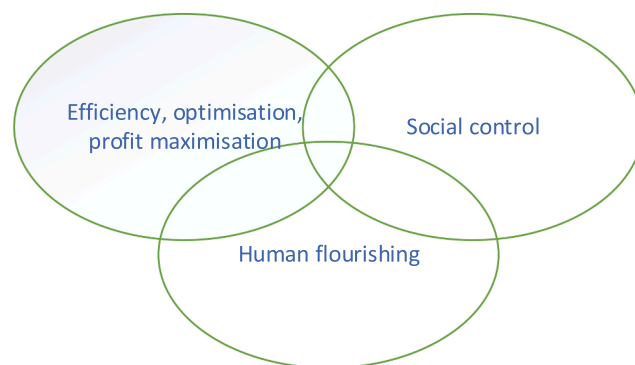 Efficiency, optimisation,
profit maximisation
Social control
Human flourishing